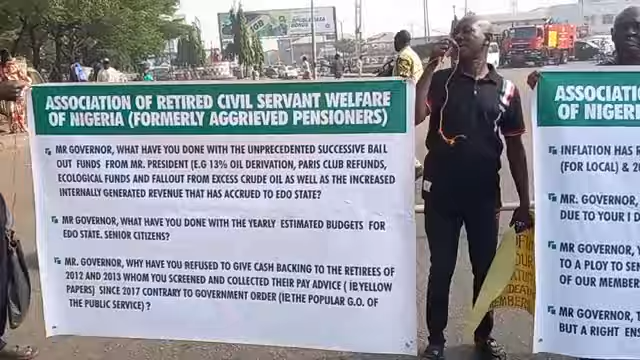 ASSOCIATION OF RETIRED CIVIL SERVANT WELFARE
OF NIGERIA (FORMERLY AGGRIEVED PENSIONERS)
MR GOVERNOR, WHAT HAVE YOU DONE WITH THE UNPRECEDENTED SUCCESSIVE BAIL
OUT FUNDS FROM MR. PRESIDENT (E.G 13% OIL DERIVATION, PARIS CLUB REFUNDS,
ECOLOGICAL FUNDS AND FALLOUT FROM EXCESS CRUDE OIL AS WELL AS THE INCREASED
INTERNALLY GENERATED REVENUE THAT HAS ACCRUED TO EDO STATE?
MR GOVERNOR, WHAT HAVE YOU DONE WITH THE YEARLY ESTIMATED BUDGETS FOR
EDO STATE. SENIOR CITIZENS?
MR. GOVERNOR, WHY HAVE YOU REFUSED TO GIVE CASH BACKING TO THE RETIREES OF
2012 AND 2013 WHOM YOU SCREENED AND COLLECTED THEIR PAY ADVICE ( IE.YELLOW
PAPERS) SINCE 2017 CONTRARY TO GOVERNMENT ORDER (IE.THE POPULAR G.O. OF
THE PUBLIC SERVICE) ?
ASSOCIATI
OF NIGERI
INFLATION HAS R
(FOR LOCAL) & 20
MR. GOVERNOR,
DUE TO YOUR I D
MR GOVERNOR, Y
TO A PLOY TO SEN
OF OUR MEMBER
MR GOVERNOR, T
BUT A RIGHT ENS
OUR
DEATH
MEMBER